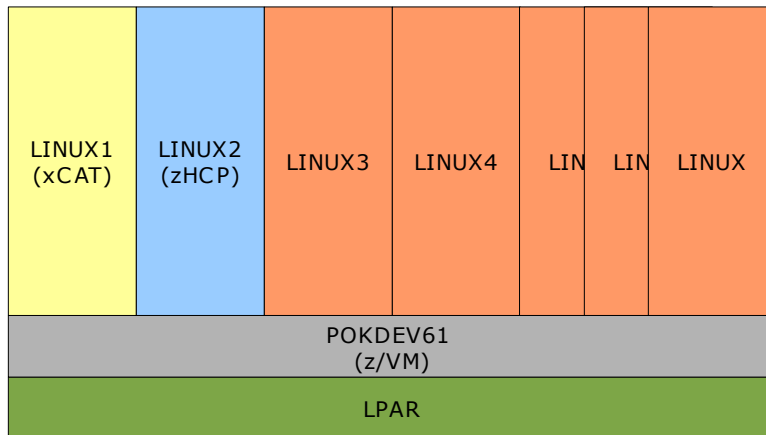 LINUX1
(xCAT)
LINUX2
(zHCP)
LINUX3
LINUX4
LIN
LIN
LINUX
POKDEV61
(z/VM)
LPAR